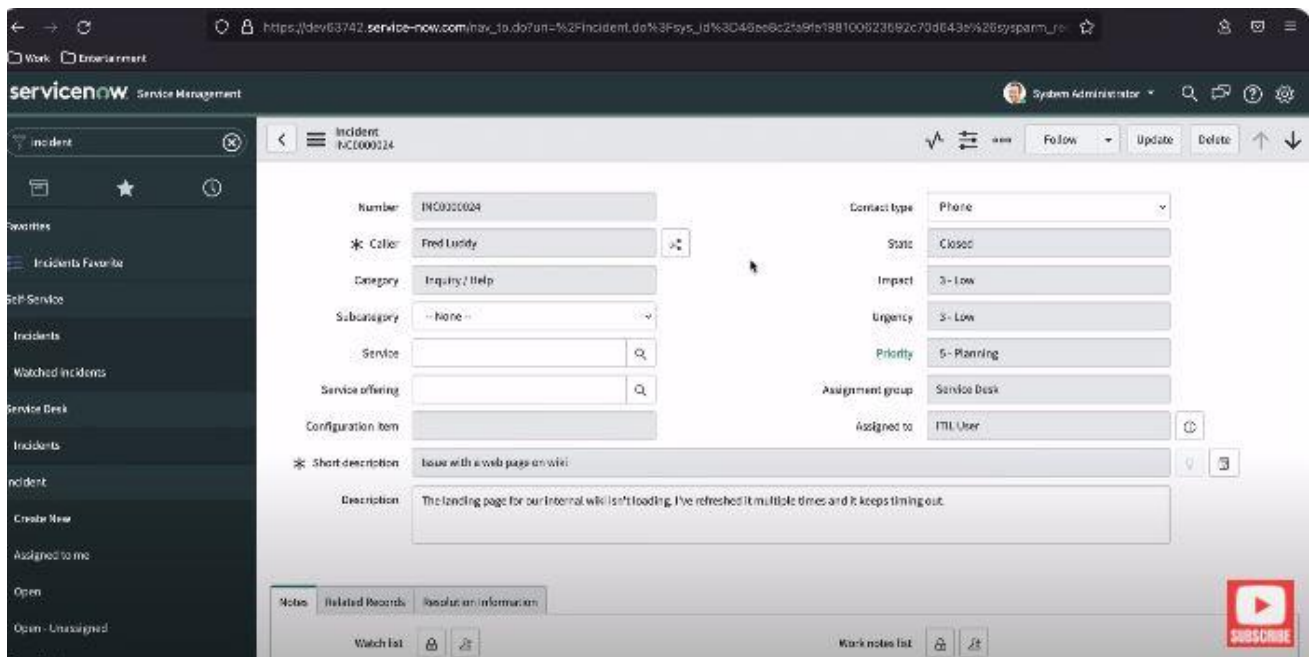 https://dev63742.service-now.com/nav_to.do?uri=%2Fincident.do%3Fsys_id%3D46ee8c2fa9fe198100623592c70d643e%26sysparm_re
Work Entertainment
servicenow Service Management
System Administrator
incident
Incident
INC0000024
Follow Update Delete
Favorites
Incidents Favorite
Self-Service
Incidents
Watched Incidents
Service Desk
Incidents
ncident
Create New
Assigned to me
Open
Open - Unassigned
Number INC0000024
Caller Fred Luddy
Category Inquiry / Help
Subcategory -- None --
Service
Service offering
Configuration item
Contact type Phone
State Closed
Impact 3 - Low
Urgency 3 - Low
Priority 5 - Planning
Assignment group Service Desk
Assigned to ITIL User
Short description Issue with a web page on wiki
Description The landing page for our internal wiki isn't loading. I've refreshed it multiple times and it keeps timing out.
Notes Related Records Resolution Information
Watch list
Work notes list
SUBSCRIBE